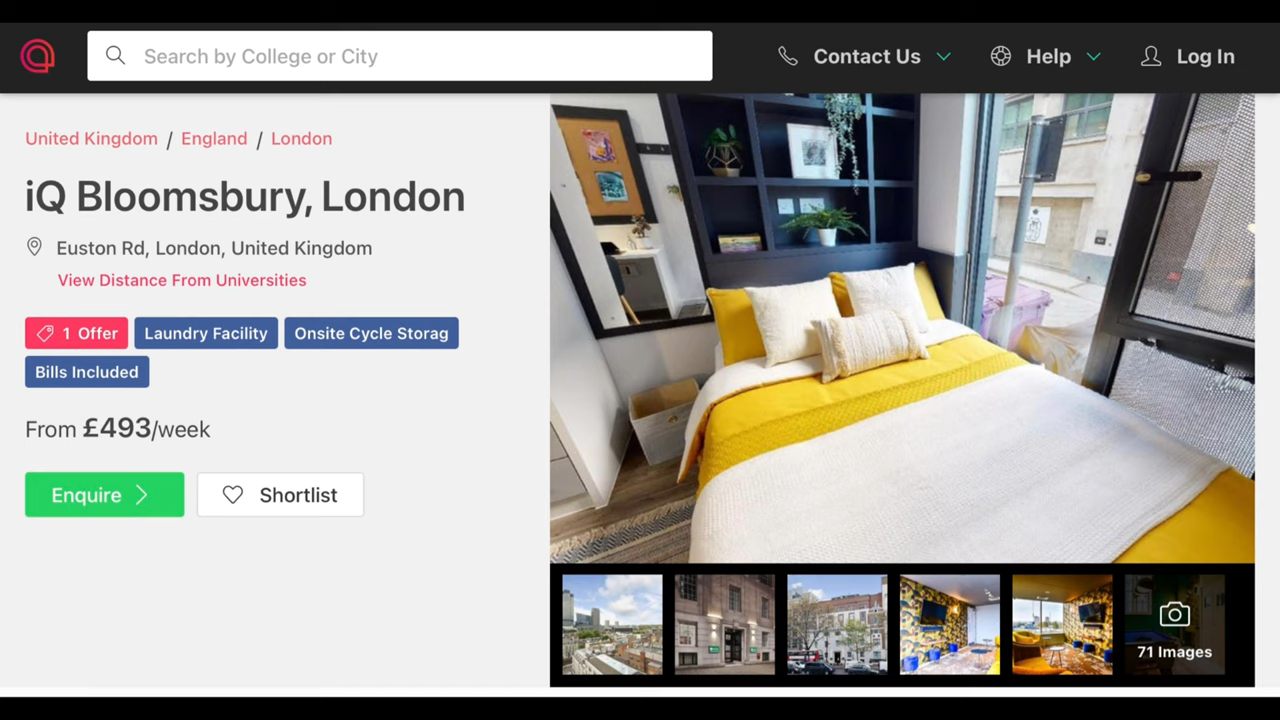 Search by College or City
Contact Us
Help
Log In
United Kingdom / England / London
iQ Bloomsbury, London
Euston Rd, London, United Kingdom
View Distance From Universities
1 Offer
Laundry Facility
Onsite Cycle Storag
Bills Included
From £493/week
Enquire
Shortlist
71 Images